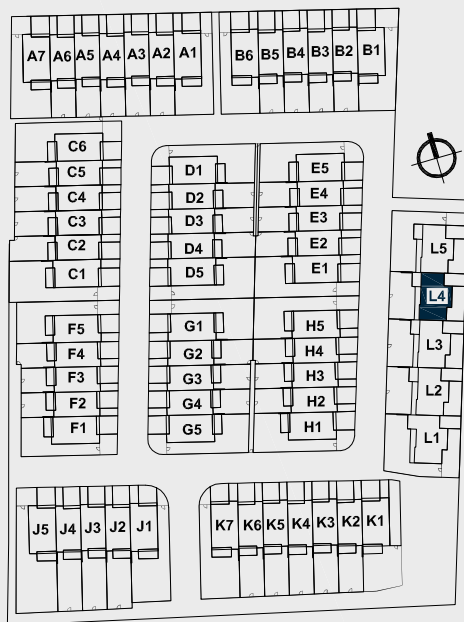 A7 A6 A5 A4 A3 A2 A1
B6 B5 B4 B3 B2 B1
C6
C5
C4
C3
C2
C1
D1
D2
D3
D4
D5
E5
E4
E3
E2
E1
L5
L4
L3
L2
L1
F5
F4
F3
F2
F1
G1
G2
G3
G4
G5
H5
H4
H3
H2
H1
J5 J4 J3 J2 J1
K7 K6 K5 K4 K3 K2 K1